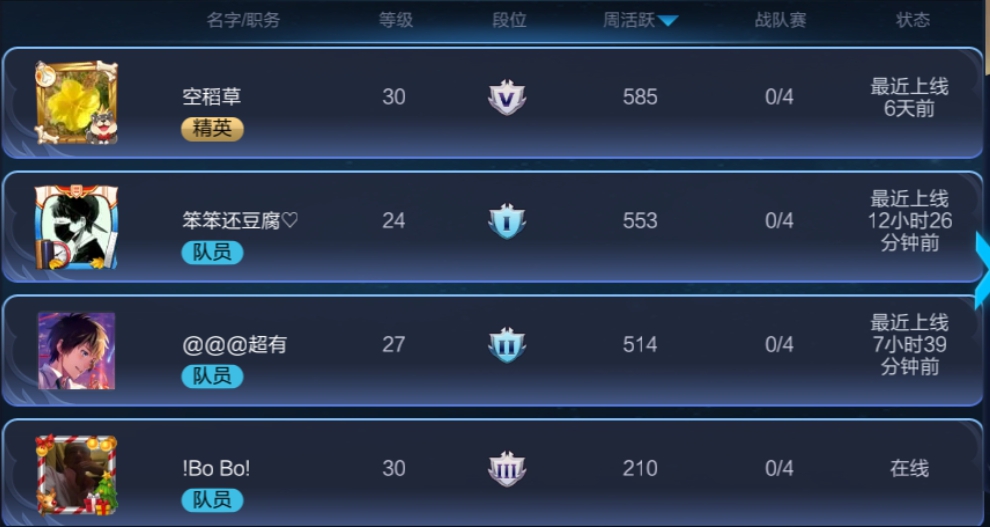 名字/职务 等级 段位 周活跃 战队赛 状态
空稻草 30 V 585 0/4 最近上线
6天前
精英
笨笨还豆腐♡ 24 I 553 0/4 最近上线
12小时26
分钟前
队员
@@@超有 27 II 514 0/4 最近上线
7小时39
分钟前
队员
!Bo Bo! 30 III 210 0/4 在线
队员